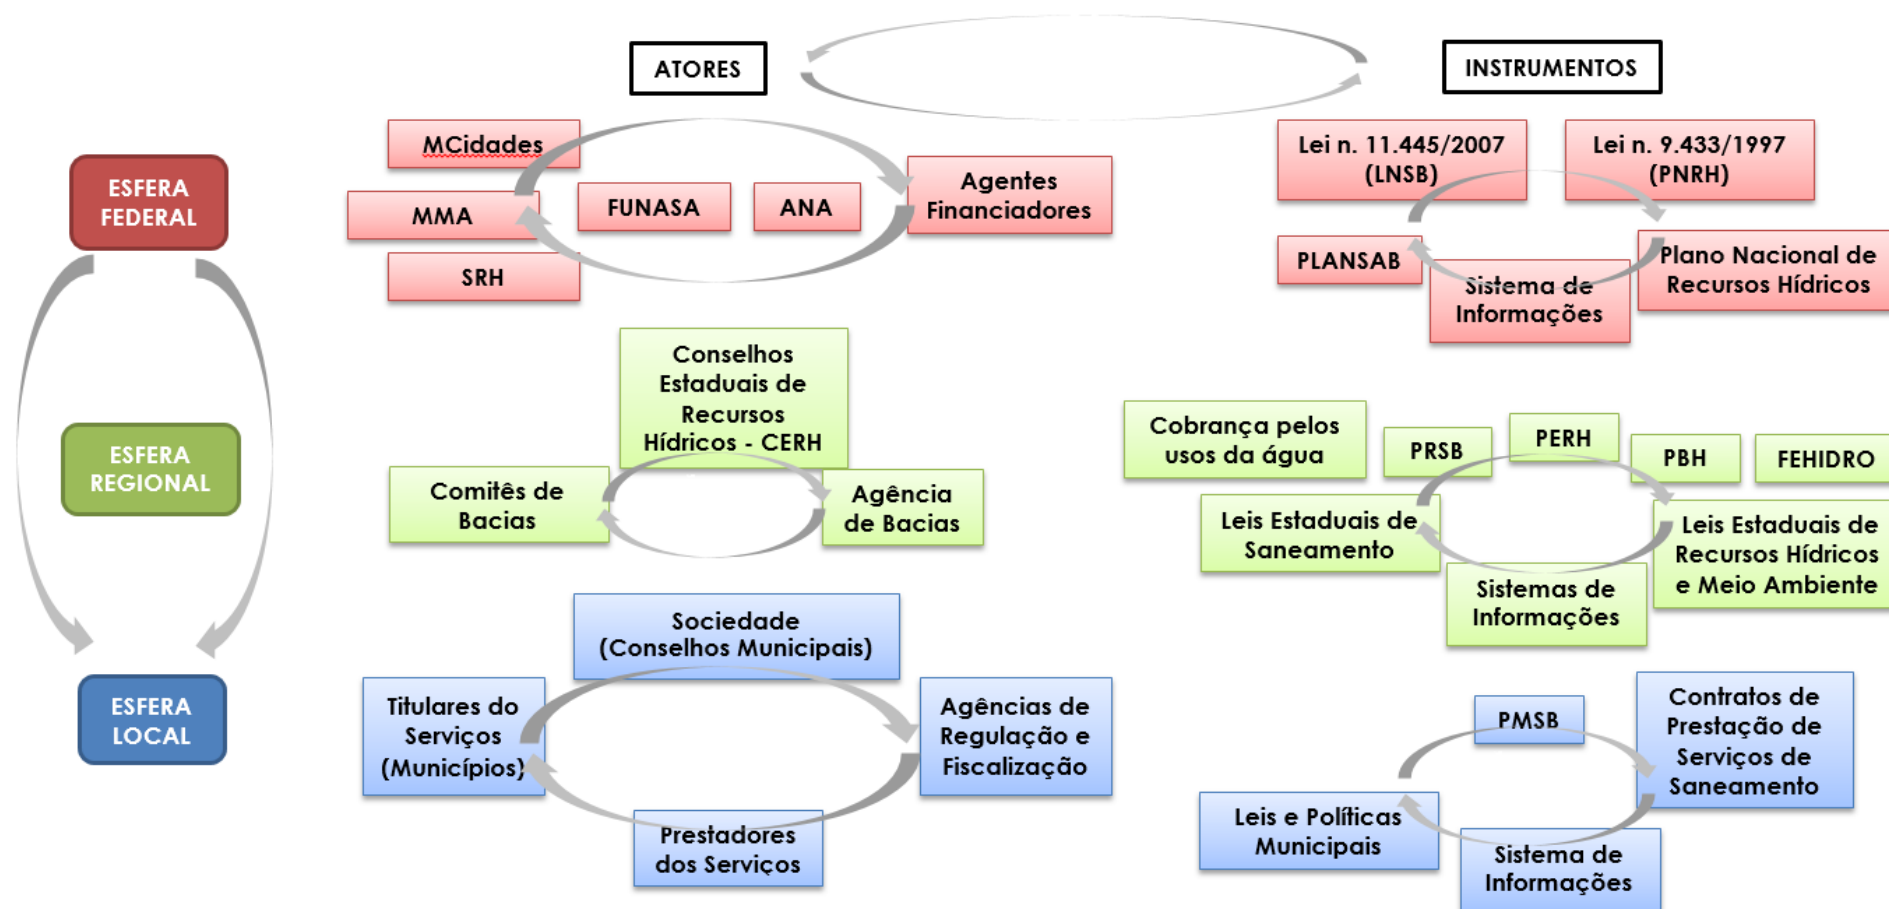 ATORES
INSTRUMENTOS
ESFERA
FEDERAL
MCidades
MMA
SRH
FUNASA
ANA
Agentes
Financiadores
Lei n. 11.445/2007
(LNSB)
Lei n. 9.433/1997
(PNRH)
PLANSAB
Sistema de
Informações
Plano Nacional de
Recursos Hídricos
ESFERA
REGIONAL
Conselhos
Estaduais de
Recursos
Hídricos - CERH
Comitês de
Bacias
Agência
de Bacias
Cobrança pelos
usos da água
PRSB
PERH
PBH
FEHIDRO
Leis Estaduais de
Saneamento
Sistemas de
Informações
Leis Estaduais de
Recursos Hídricos
e Meio Ambiente
ESFERA
LOCAL
Sociedade
(Conselhos Municipais)
Titulares do
Serviços
(Municípios)
Agências de
Regulação e
Fiscalização
Prestadores
dos Serviços
PMSB
Contratos de
Prestação de
Serviços de
Saneamento
Leis e Políticas
Municipais
Sistema de
Informações